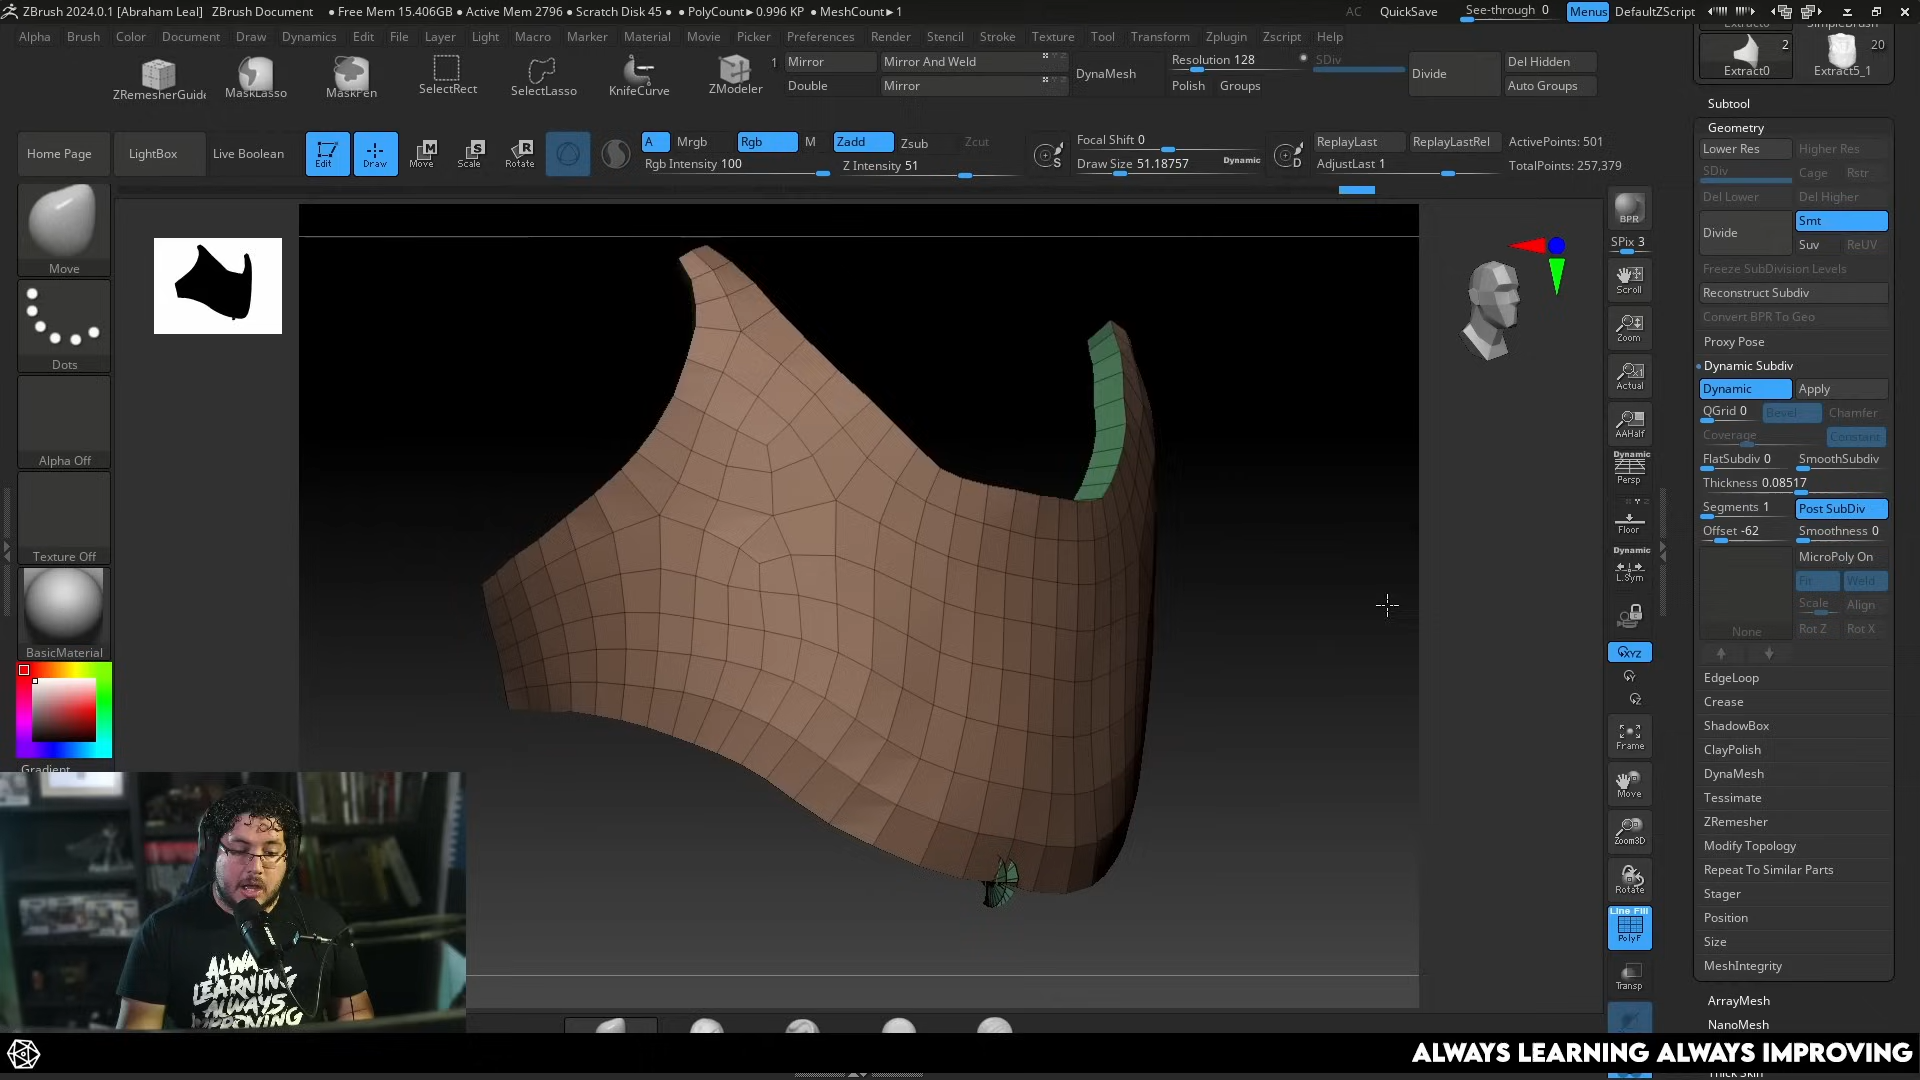 ZBrush 2024.0.1 [Abraham Leal] ZBrush Document • Free Mem 15.406GB • Active Mem 2796 • Scratch Disk 45 • PolyCount► 0.996 KP • MeshCount► 1 AC QuickSave See-through 0 Menus DefaultZScript
Alpha Brush Color Document Draw Dynamics Edit File Layer Light Macro Marker Material Movie Picker Preferences Render Stencil Stroke Texture Tool Transform Zplugin Zscript Help
ZRemesherGuide MaskLasso MaskPen SelectRect SelectLasso KnifeCurve ZModeler 1
Mirror Mirror And Weld
Double Mirror
DynaMesh
Resolution 128
Polish Groups
SDiv
Divide
Del Hidden
Auto Groups
2
20
Extract0 Extract5_1
Home Page LightBox Live Boolean
Edit Draw Move Scale Rotate
A Mrgb Rgb M Zadd Zsub Zcut
Rgb Intensity 100 Z Intensity 51
S
Focal Shift 0
Draw Size 51.18757 Dynamic
D
ReplayLast ReplayLastRel
AdjustLast 1
ActivePoints: 501
TotalPoints: 257,379
Move
Dots
Alpha Off
Texture Off
BasicMaterial
Gradient
BPR
SPix 3
Scroll
Zoom
Actual
AAHalf
Dynamic
Persp
Floor
Dynamic
L.Sym
XYZ
Frame
Move
Zoom3D
Rotate
Line Fill
PolyF
Transp
Subtool
Geometry
Lower Res Higher Res
SDiv Cage Rstr
Del Lower Del Higher
Divide Smt
Suv ReUV
Freeze SubDivision Levels
Reconstruct Subdiv
Convert BPR To Geo
Proxy Pose
Dynamic Subdiv
Dynamic Apply
QGrid 0 Bevel Chamfer
Coverage Constant
FlatSubdiv 0 SmoothSubdiv
Thickness 0.08517
Segments 1 Post SubDiv
Offset -62 Smoothness 0
MicroPoly On
Fit Weld
Scale Align
None Rot Z Rot X
EdgeLoop
Crease
ShadowBox
ClayPolish
DynaMesh
Tessimate
ZRemesher
Modify Topology
Repeat To Similar Parts
Stager
Position
Size
MeshIntegrity
ArrayMesh
NanoMesh
ALWAYS
LEARNING
ALWAYS
IMPROVING
ALWAYS LEARNING ALWAYS IMPROVING